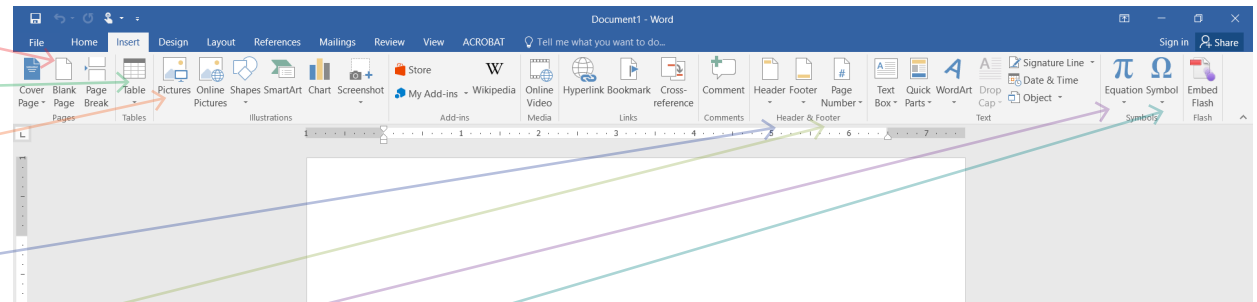 Document1 - Word
File Home Insert Design Layout References Mailings Review View ACROBAT Tell me what you want to do... Sign in Share
Cover Page Blank Page Page Break Table Pictures Online Pictures Shapes SmartArt Chart Screenshot Store My Add-ins W Wikipedia Online Video Hyperlink Bookmark Cross-reference Comment Header Footer # Page Number A Text Box Quick Parts A WordArt A Drop Cap Signature Line Date & Time Object π Equation Ω Symbol Embed Flash
Pages Tables Illustrations Add-ins Media Links Comments Header & Footer Text Symbols Flash
L 1 1 2 3 4 5 6 7